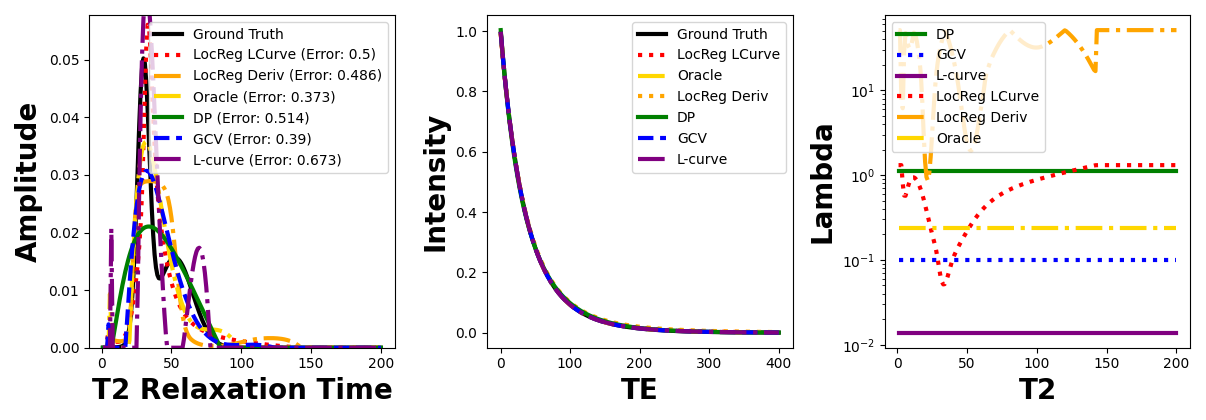 Amplitude
0.05
0.04
0.03
0.02
0.01
0.00
0
50
100
150
200
T2 Relaxation Time
Ground Truth
LocReg LCurve (Error: 0.5)
LocReg Deriv (Error: 0.486)
Oracle (Error: 0.373)
DP (Error: 0.514)
GCV (Error: 0.39)
L-curve (Error: 0.673)
Intensity
1.0
0.8
0.6
0.4
0.2
0.0
0
100
200
300
400
TE
Ground Truth
LocReg LCurve
Oracle
LocReg Deriv
DP
GCV
L-curve
Lambda
10¹
10⁰
10⁻¹
10⁻²
0
50
100
150
200
T2
DP
GCV
L-curve
LocReg LCurve
LocReg Deriv
Oracle